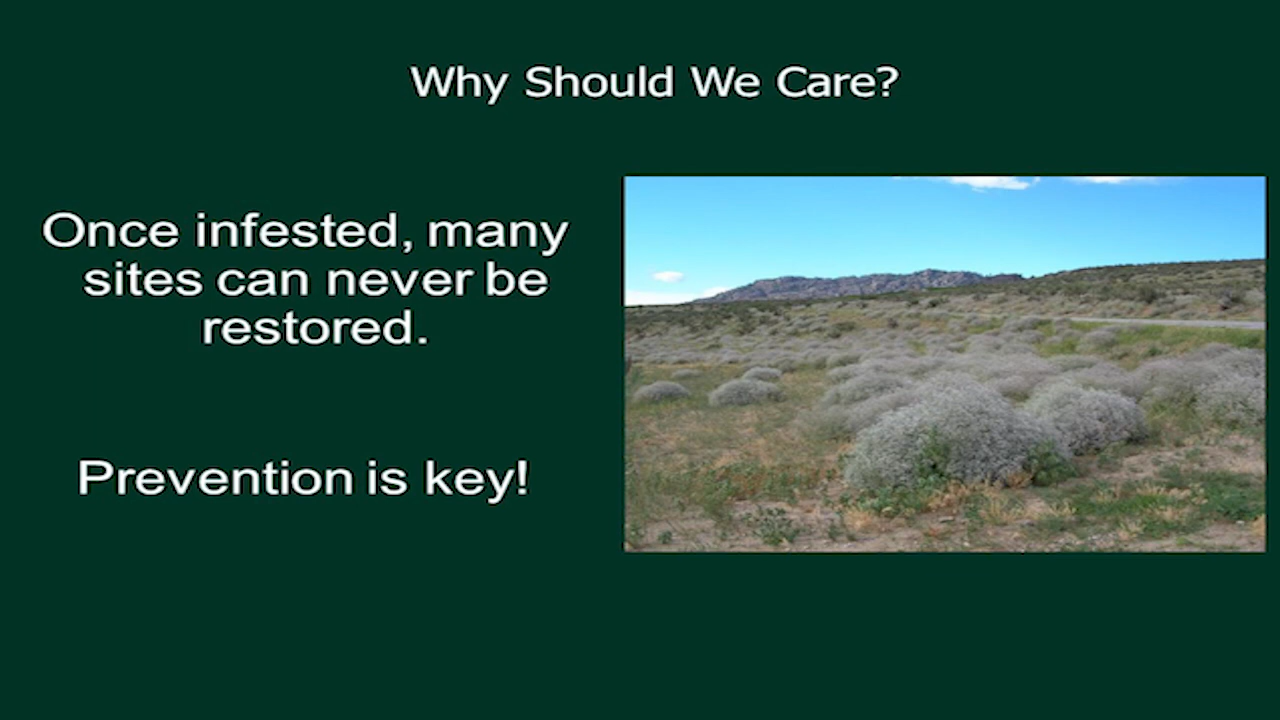 Why Should We Care?
Once infested, many
sites can never be
restored.
Prevention is key!